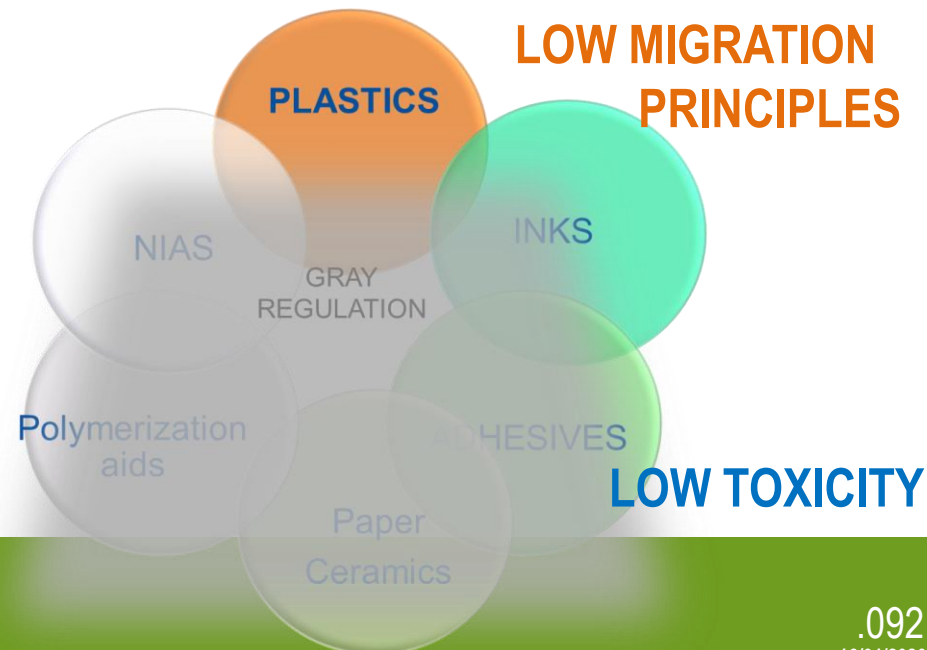 LOW MIGRATION
PRINCIPLES
PLASTICS
INKS
NIAS
GRAY
REGULATION
Polymerization
aids
ADHESIVES
LOW TOXICITY
Paper
Ceramics
.092